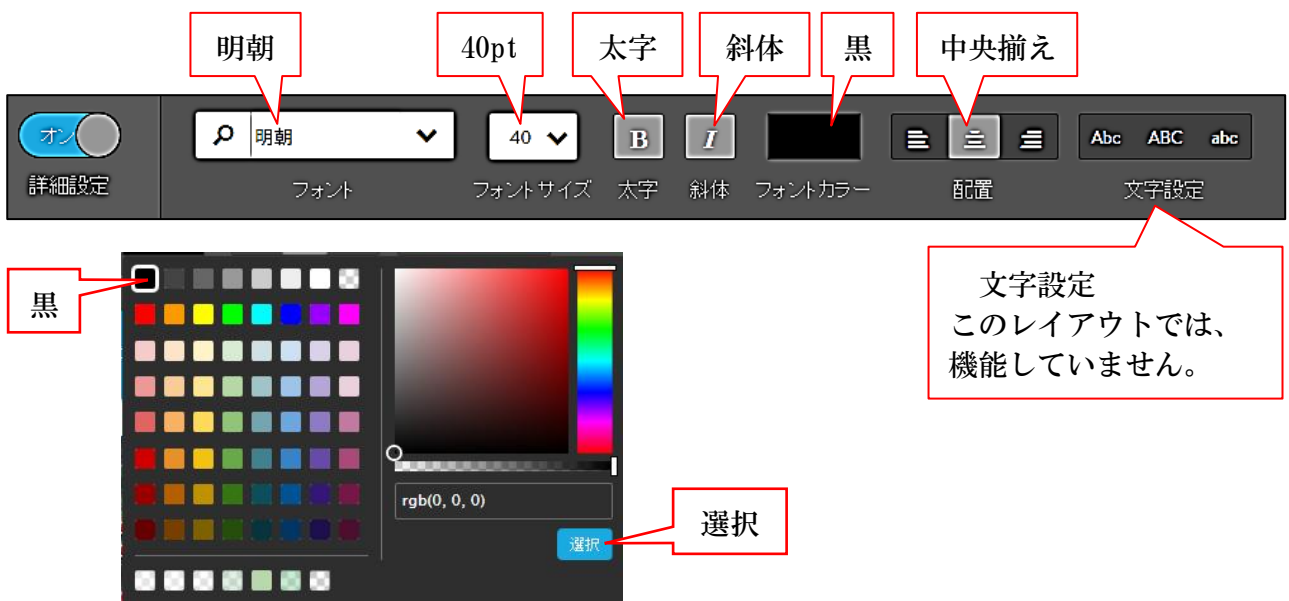 明朝
40pt
太字
斜体
黒
中央揃え
オン
明朝
40
B
I
Abc ABC abc
詳細設定
フォント
フォントサイズ
太字
斜体
フォントカラー
配置
文字設定
黒
文字設定
このレイアウトでは、
機能していません。
rgb(0, 0, 0)
選択
選択